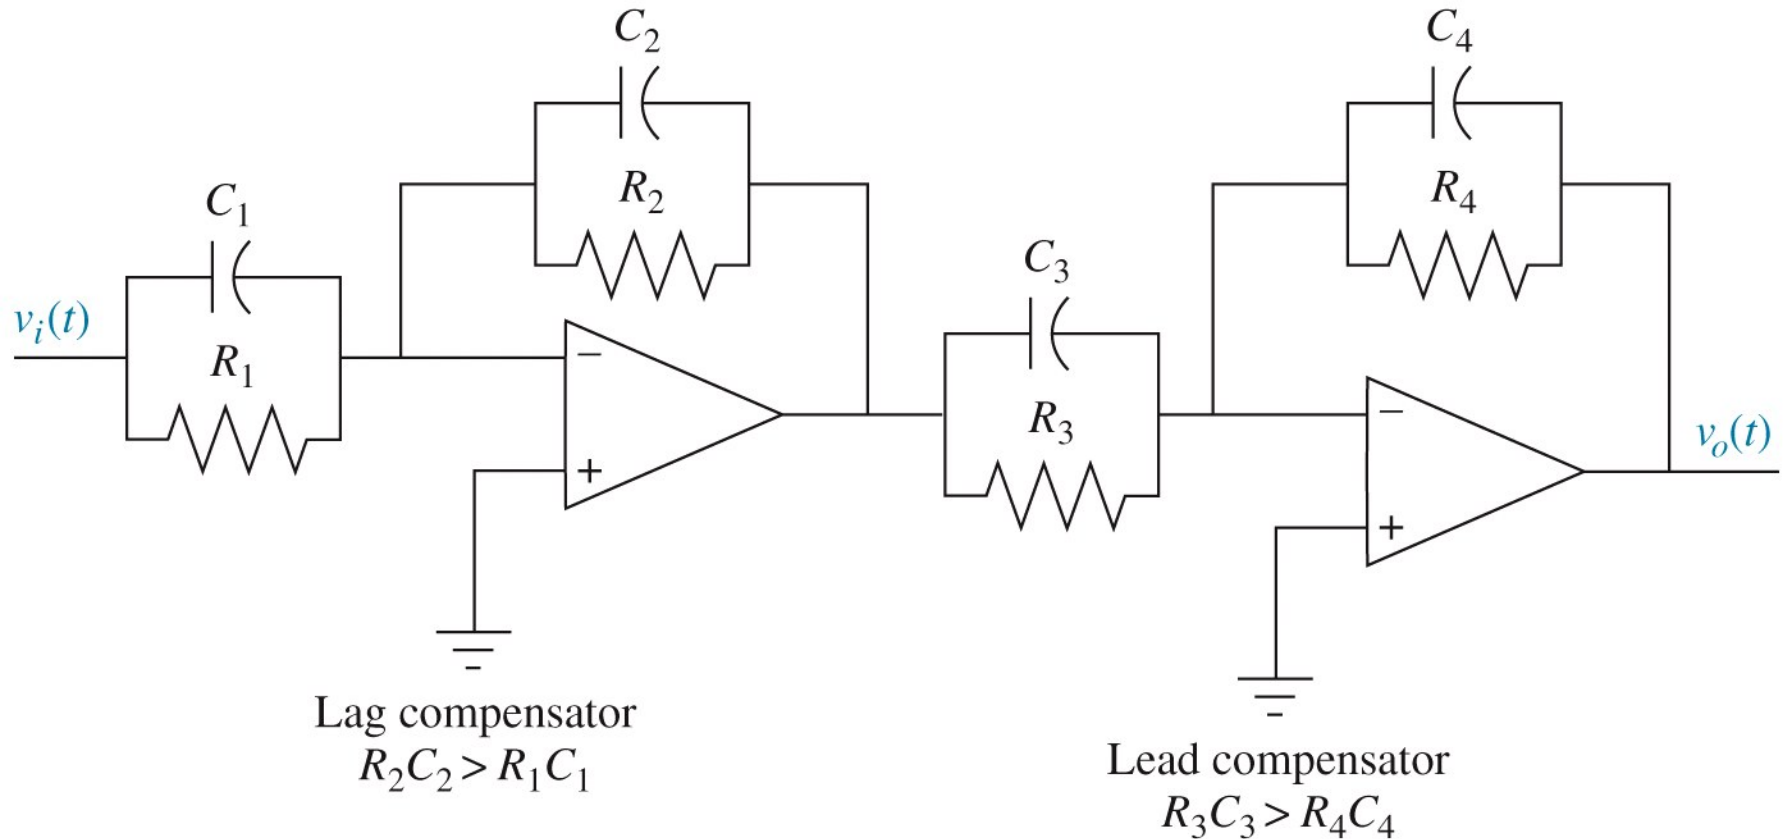 C₂
C₄
C₁
R₂
R₄
vᵢ(t)
R₁
−
+
C₃
R₃
−
+
vₒ(t)
Lag compensator
R₂C₂ > R₁C₁
Lead compensator
R₃C₃ > R₄C₄